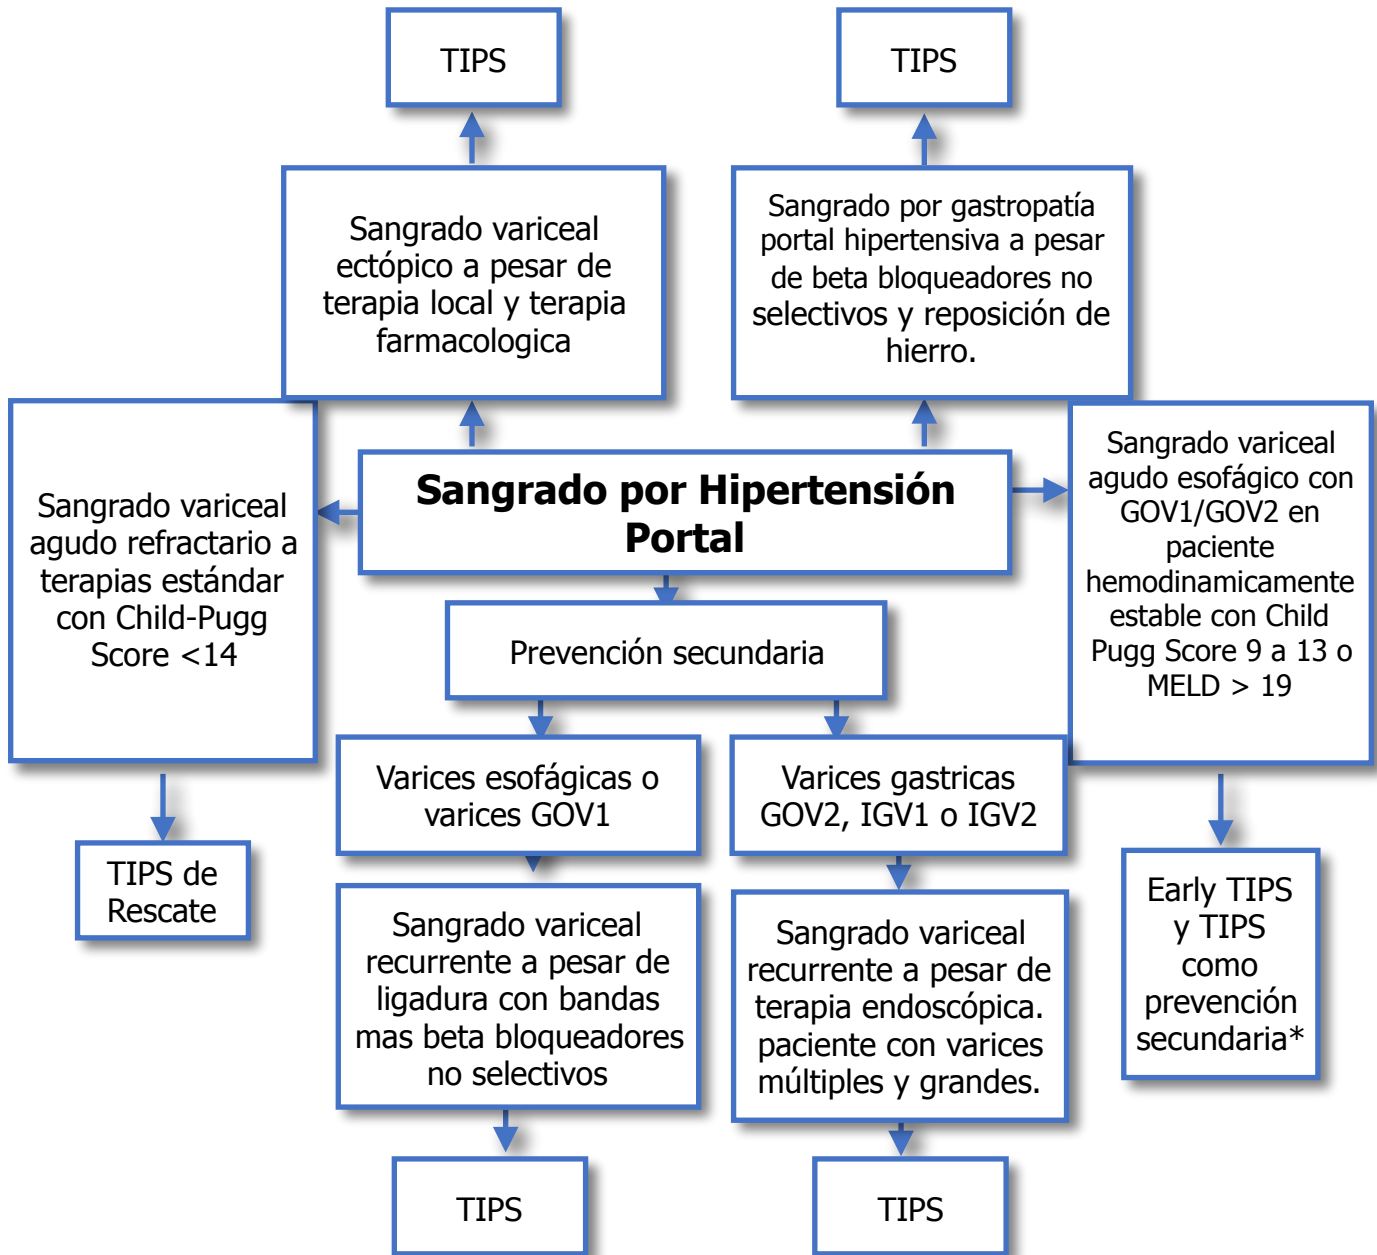 TIPS
TIPS
Sangrado variceal
ectópico a pesar de
terapia local y terapia
farmacologica
Sangrado por gastropatía
portal hipertensiva a pesar
de beta bloqueadores no
selectivos y reposición de
hierro.
Sangrado variceal
agudo refractario a
terapias estándar
con Child-Pugg
Score <14
Sangrado por Hipertensión
Portal
Sangrado variceal
agudo esofágico con
GOV1/GOV2 en
paciente
hemodinamicamente
estable con Child
Pugg Score 9 a 13 o
MELD > 19
Prevención secundaria
Varices esofágicas o
varices GOV1
Varices gastricas
GOV2, IGV1 o IGV2
TIPS de
Rescate
Early TIPS
y TIPS
como
prevención
secundaria*
Sangrado variceal
recurrente a pesar de
ligadura con bandas
mas beta bloqueadores
no selectivos
Sangrado variceal
recurrente a pesar de
terapia endoscópica.
paciente con varices
múltiples y grandes.
TIPS
TIPS